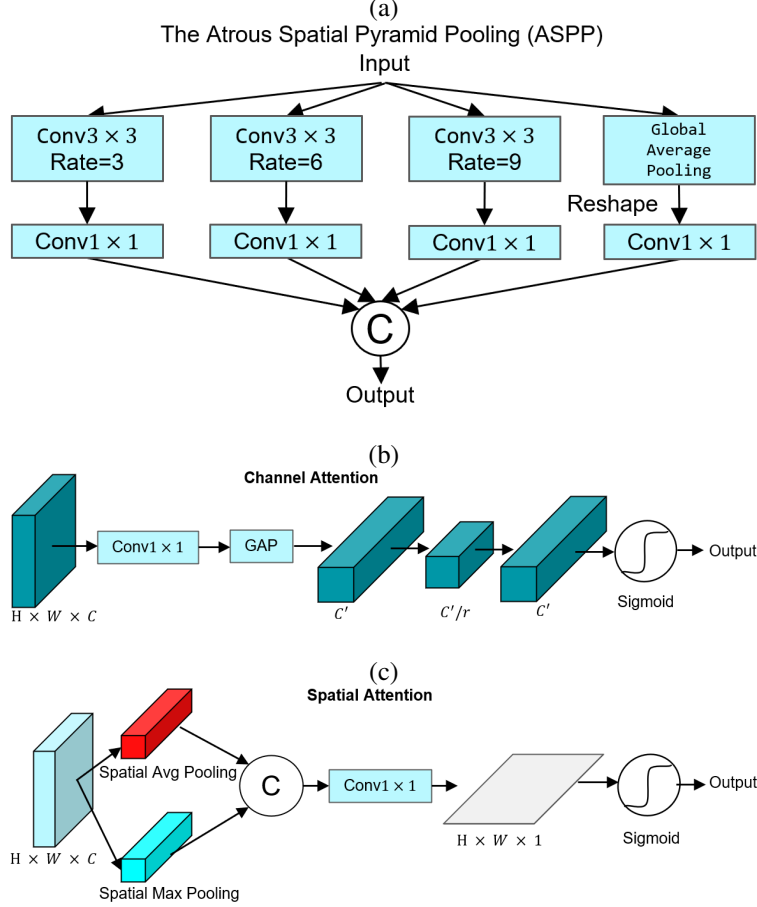 (a)
The Atrous Spatial Pyramid Pooling (ASPP)
Input
Conv3 × 3
Rate=3
Conv3 × 3
Rate=6
Conv3 × 3
Rate=9
Global
Average
Pooling
Reshape
Conv1 × 1
Conv1 × 1
Conv1 × 1
Conv1 × 1
C
Output
(b)
Channel Attention
Conv1 × 1
GAP
Output
H × W × C
C′
C′/r
C′
Sigmoid
(c)
Spatial Attention
Spatial Avg Pooling
C
Conv1 × 1
Output
H × W × C
H × W × 1
Sigmoid
Spatial Max Pooling